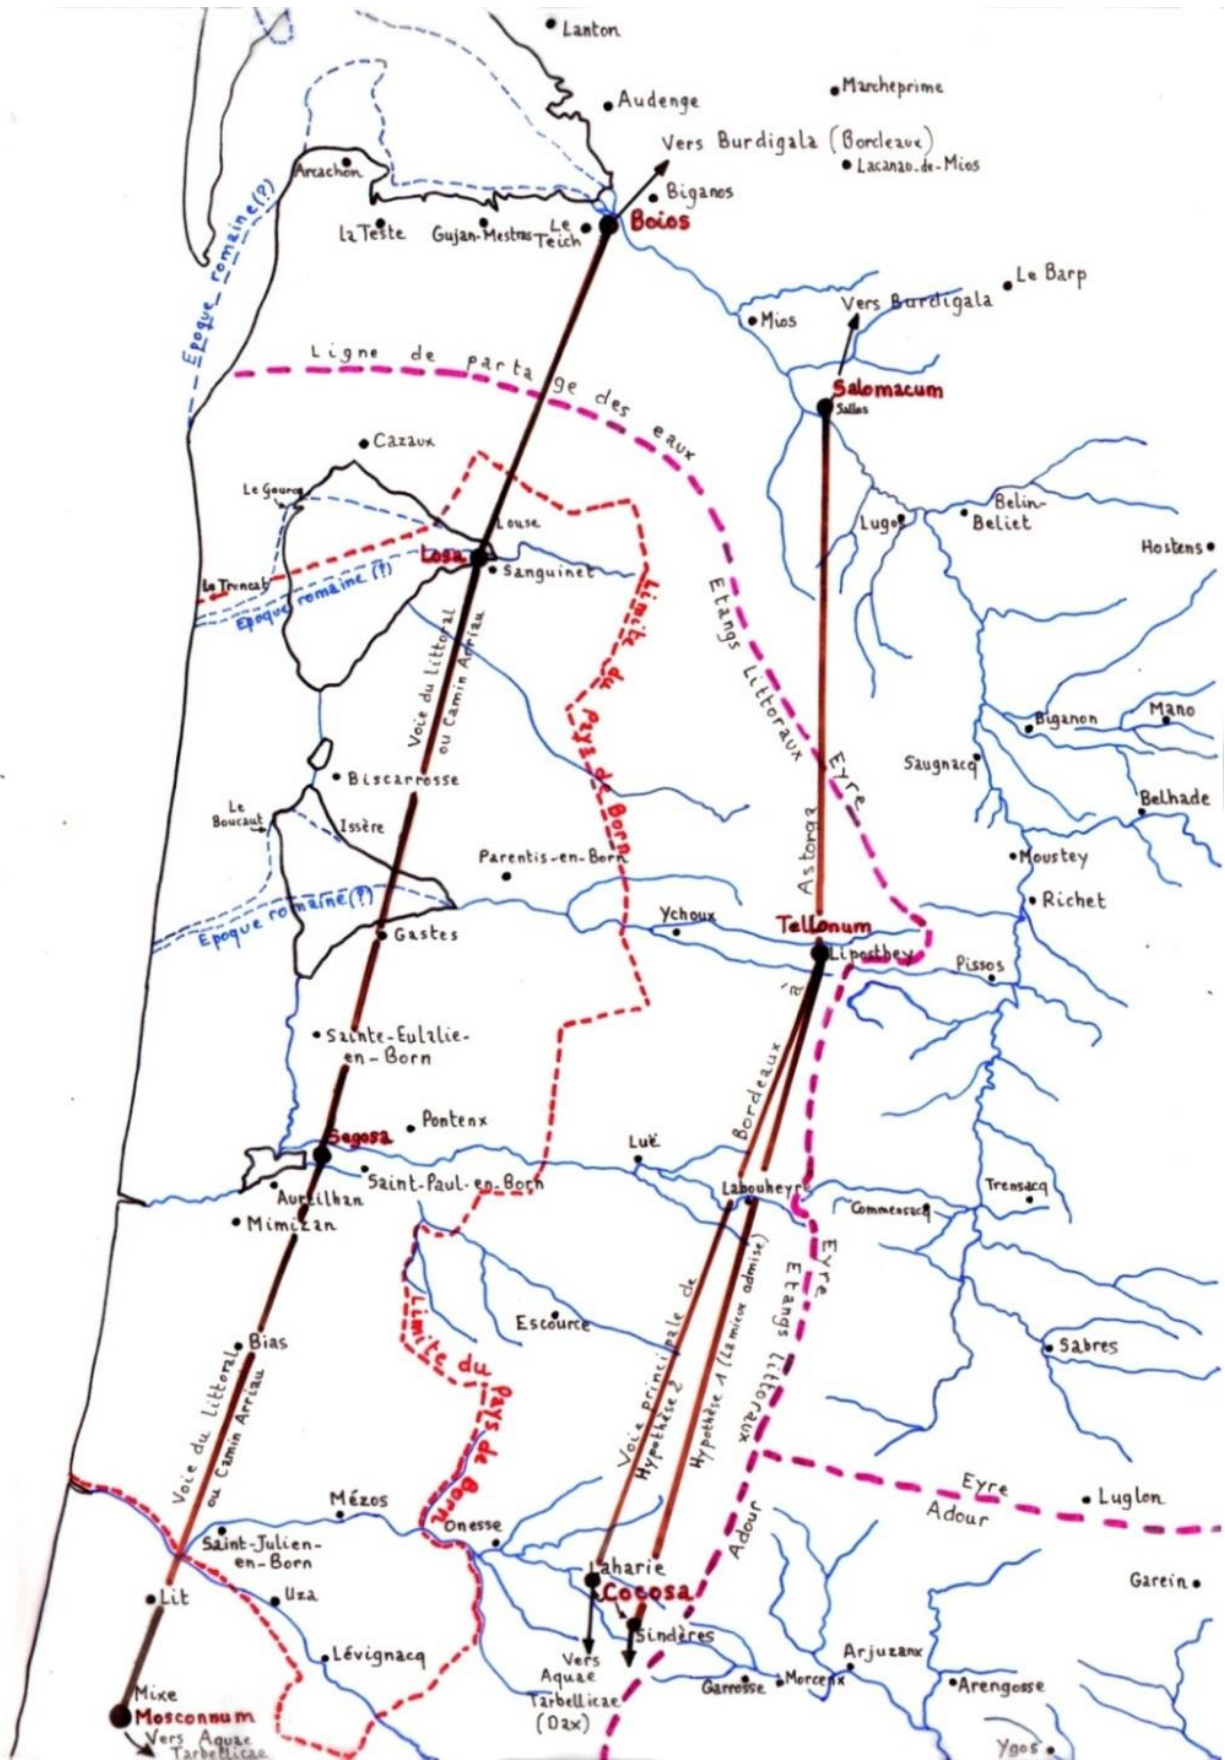 Lanton
Audenge
Marcheprime
Vers Burdigala (Bordeaux)
Lacanau-de-Mios
Arcachon
Biganos
Boios
La Teste
Gujan-Mestras
Le
Teich
Epoque romaine (?)
Le Barp
Vers Burdigala
Mios
Ligne de partage des eaux
Salomacum
Salles
Cazaux
Le Gourg
Louse
Belin-
Beliet
Lugos
Hostens
Losa
Sanguinet
Le Trencat
Epoque romaine (?)
Limite du Pays de Born
Etangs Littoraux
Voie du Littoral
ou Camin Arriau
Biganon
Mano
Saugnacq
Eyre
Biscarrosse
Belhade
Le
Boucaut
Issère
Astorga
Parentis-en-Born
Moustey
Richet
Epoque romaine (?)
Ychoux
Tellonum
Gastes
Liposthey
Pissos
à
Sainte-Eulalie-
en-Born
Bordeaux
Pontenx
Segosa
Luë
Saint-Paul-en-Born
Aureilhan
Labouheyre
Trensacq
Commensacq
Mimizan
Eyre
Etangs Littoraux
Voie principale de
Hypothèse 2
Hypothèse 1 (La mieux admise)
Escource
Limite du Pays de Born
Bias
Sabres
Voie du Littoral
ou Camin Arriau
Eyre
Adour
Luglon
Mézos
Onesse
Adour
Saint-Julien-
en-Born
Laharie
Cocosa
Garein
Lit
Uza
Sindères
Lévignacq
Vers
Aquae
Tarbellicae
(Dax)
Arjuzanx
Garrosse
Morcenx
Arengosse
Mixe
Mosconnum
Vers Aquae
Tarbellicae
Ygos